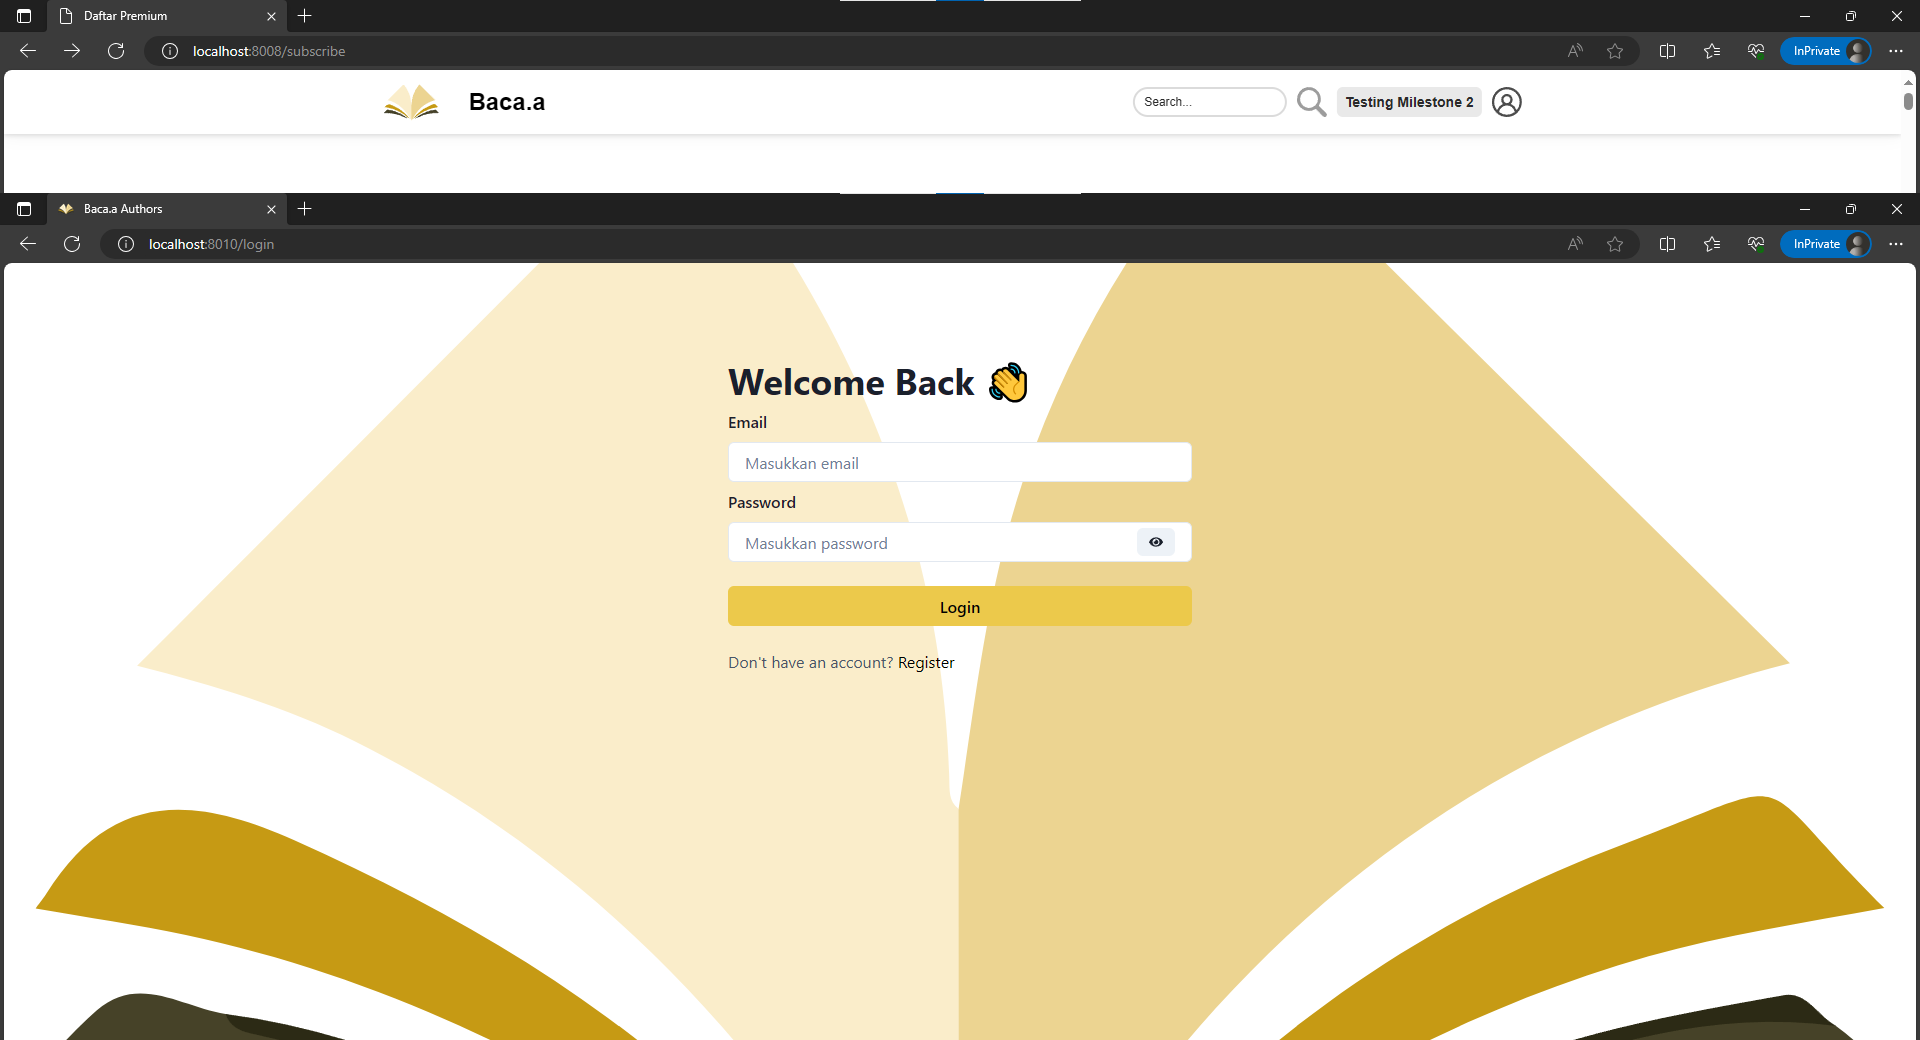 Daftar Premium
localhost:8008/subscribe
InPrivate
Baca.a
Search...
Testing Milestone 2
Baca.a Authors
localhost:8010/login
InPrivate
Welcome Back 👋
Email
Masukkan email
Password
Masukkan password
Login
Don't have an account? Register